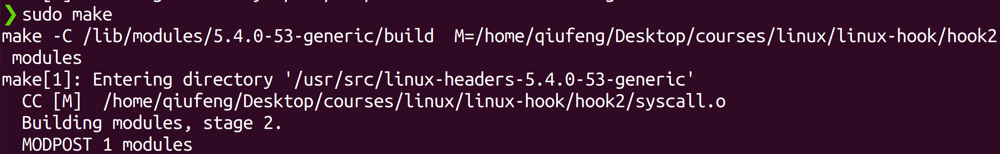 ❯ sudo make
make -C /lib/modules/5.4.0-53-generic/build  M=/home/qiufeng/Desktop/courses/linux/linux-hook/hook2
 modules
make[1]: Entering directory '/usr/src/linux-headers-5.4.0-53-generic'
  CC [M]  /home/qiufeng/Desktop/courses/linux/linux-hook/hook2/syscall.o
  Building modules, stage 2.
  MODPOST 1 modules